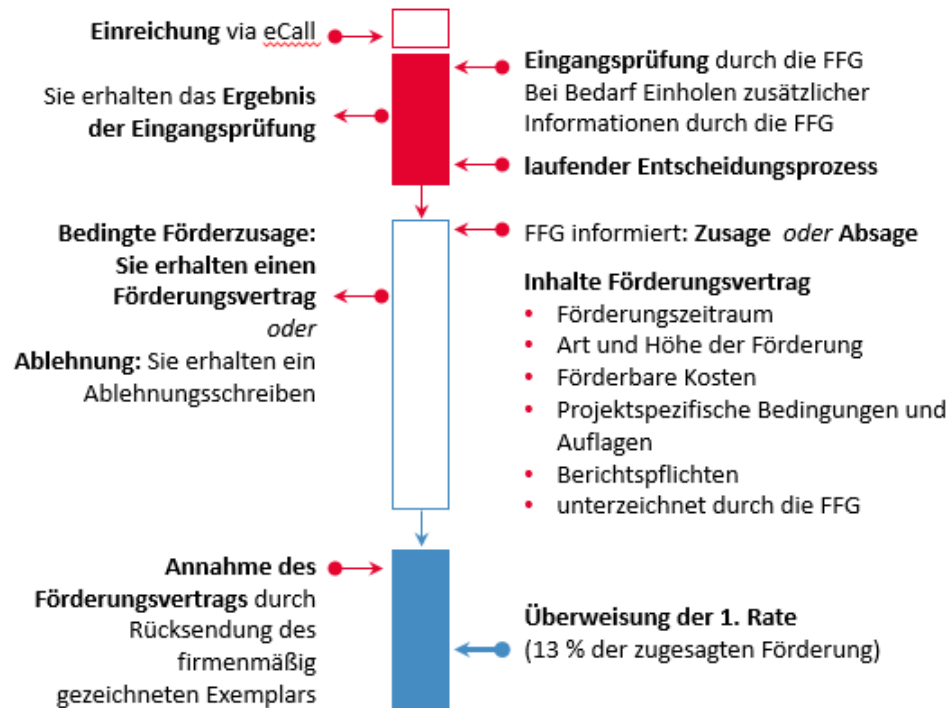 Einreichung via eCall
Eingangsprüfung durch die FFG
Bei Bedarf Einholen zusätzlicher
Informationen durch die FFG
Sie erhalten das Ergebnis
der Eingangsprüfung
laufender Entscheidungsprozess
FFG informiert: Zusage oder Absage
Bedingte Förderzusage:
Sie erhalten einen
Förderungsvertrag
oder
Ablehnung: Sie erhalten ein
Ablehnungsschreiben
Inhalte Förderungsvertrag
• Förderungszeitraum
• Art und Höhe der Förderung
• Förderbare Kosten
• Projektspezifische Bedingungen und
Auflagen
• Berichtspflichten
• unterzeichnet durch die FFG
Annahme des
Förderungsvertrags durch
Rücksendung des
firmenmäßig
gezeichneten Exemplars
Überweisung der 1. Rate
(13 % der zugesagten Förderung)